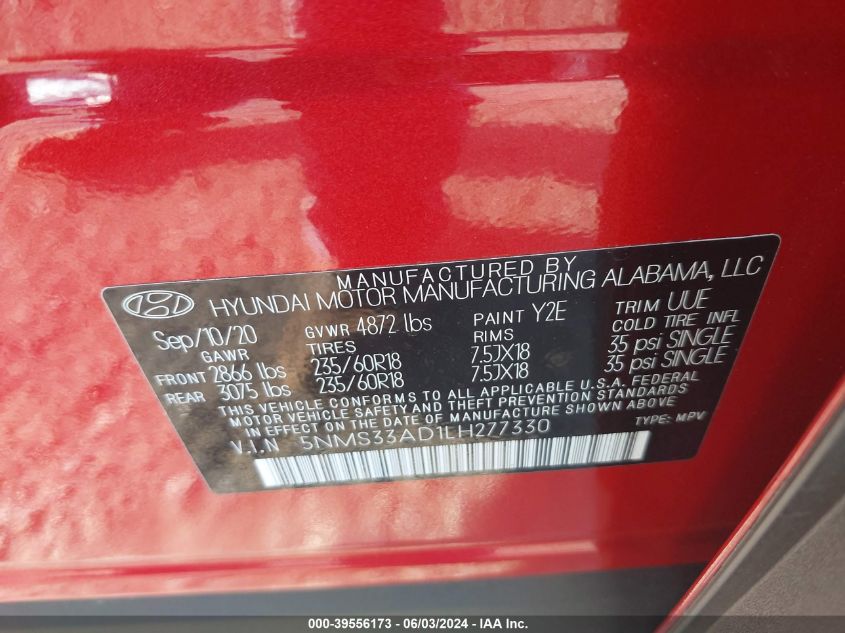 MANUFACTURED BY
HYUNDAI MOTOR MANUFACTURING ALABAMA, LLC
Sep/10/20 GVWR 4872 lbs PAINT Y2E TRIM UUE
GAWR TIRES RIMS COLD TIRE INFL
FRONT 2866 lbs 235/60R18 7.5JX18 35 psi SINGLE
REAR 3075 lbs 235/60R18 7.5JX18 35 psi SINGLE
THIS VEHICLE CONFORMS TO ALL APPLICABLE U.S.A. FEDERAL
MOTOR VEHICLE SAFETY AND THEFT PREVENTION STANDARDS IN
EFFECT ON THE DATE OF MANUFACTURE SHOWN ABOVE.
V.I.N 5NMS33AD1LH277330 TYPE: MPV
000-39556173 - 06/03/2024 - IAA Inc.